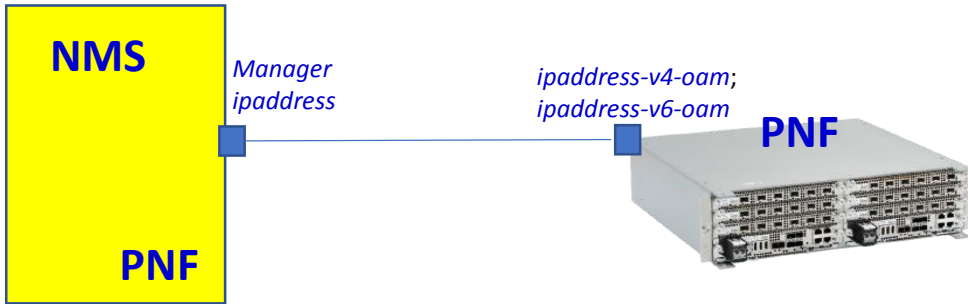 NMS
PNF
Manager
ipaddress
ipaddress-v4-oam;
ipaddress-v6-oam
PNF